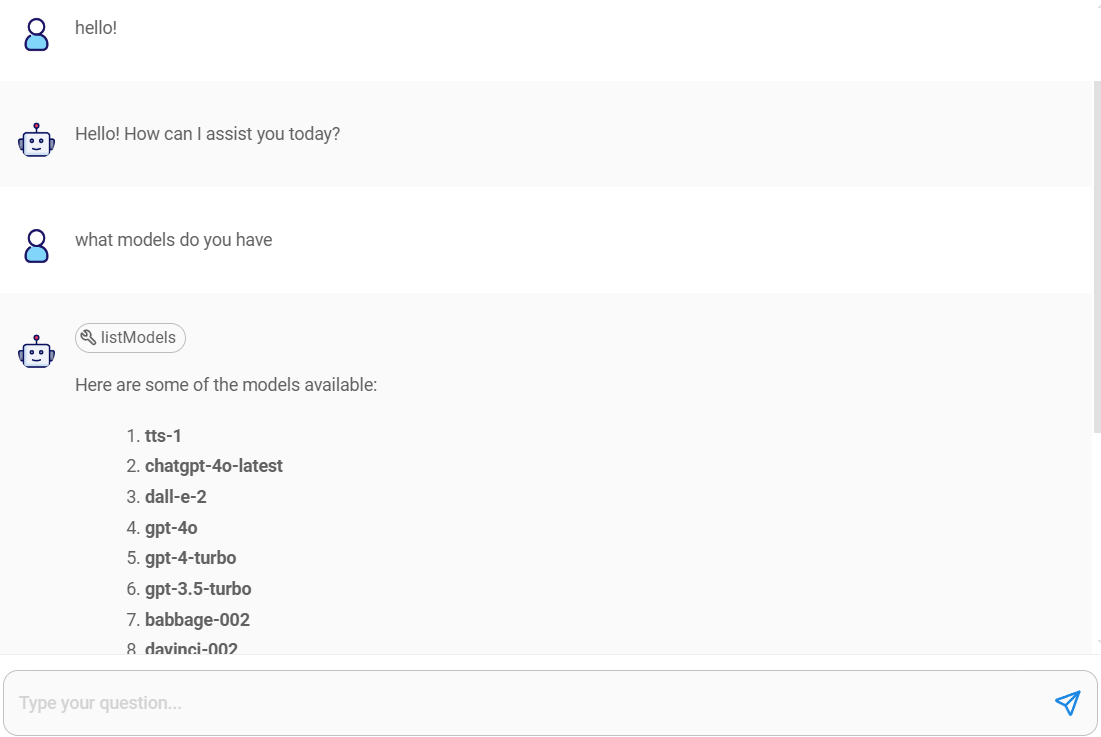 hello!
Hello! How can I assist you today?
what models do you have
listModels
Here are some of the models available:
1. tts-1
2. chatgpt-4o-latest
3. dall-e-2
4. gpt-4o
5. gpt-4-turbo
6. gpt-3.5-turbo
7. babbage-002
8. davinci-002
Type your question...